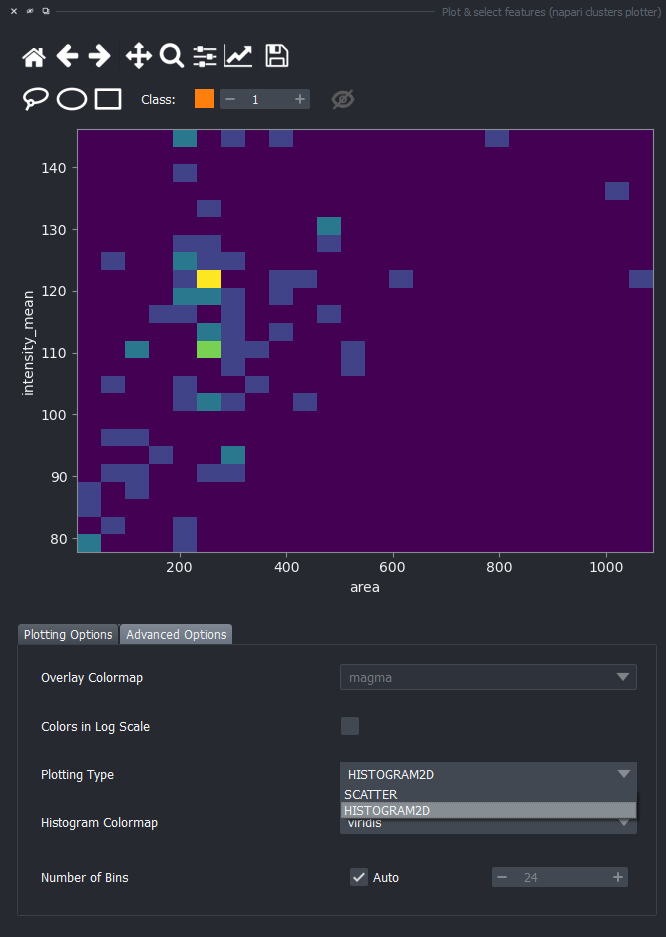 Plot & select features (napari clusters plotter)
Class: 1
140
130
120
110
100
90
80
intensity_mean
200 400 600 800 1000
area
Plotting Options Advanced Options
Overlay Colormap magma
Colors in Log Scale
Plotting Type HISTOGRAM2D
SCATTER
HISTOGRAM2D
Histogram Colormap viridis
Number of Bins Auto 24